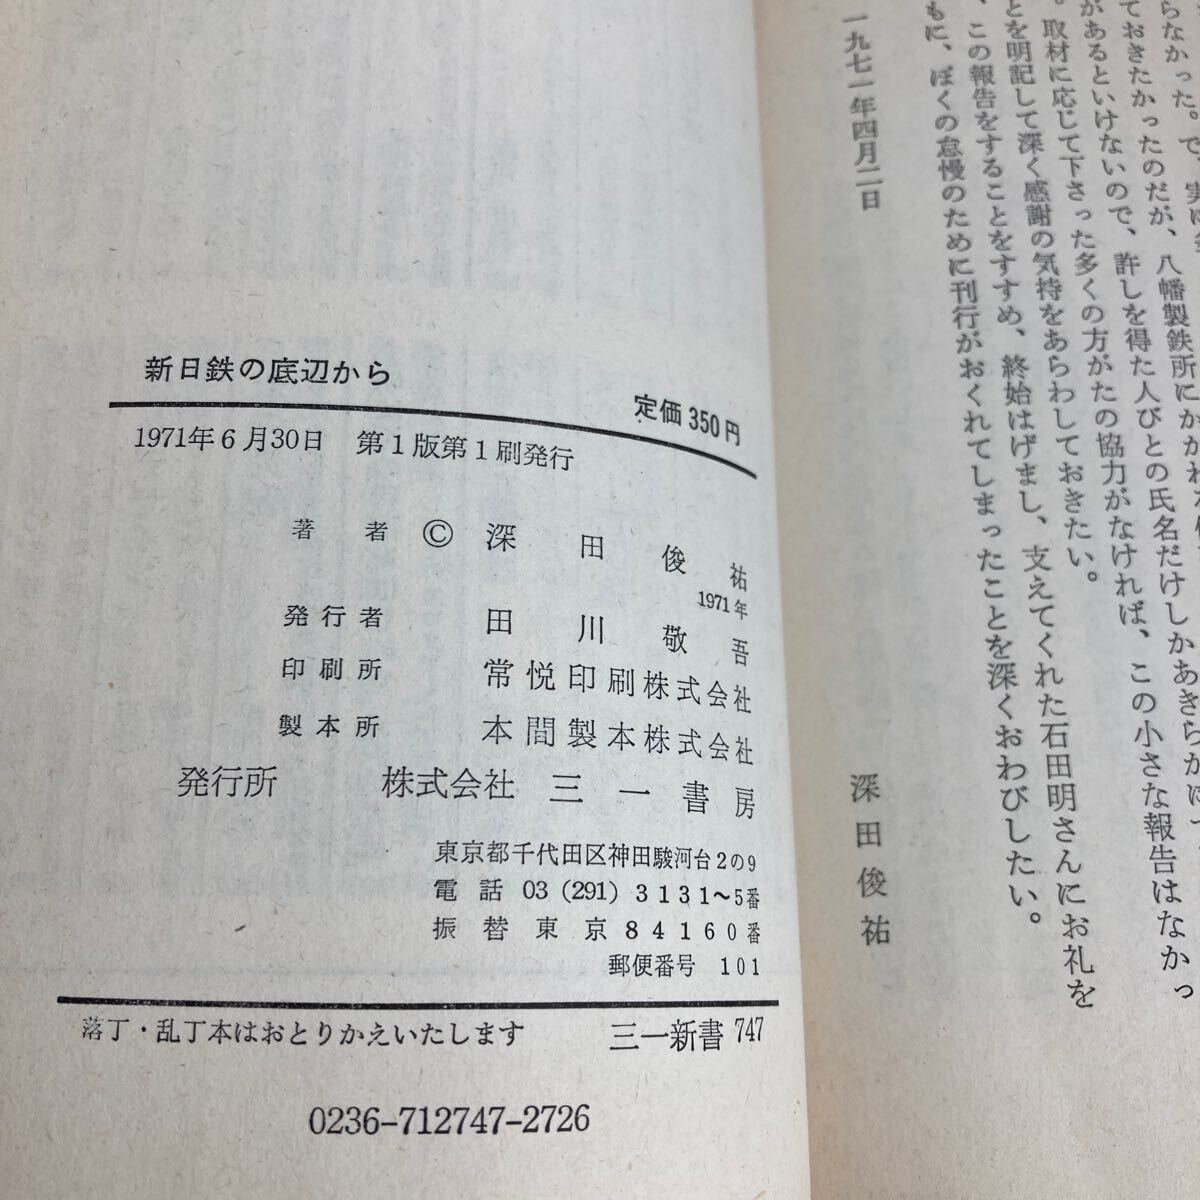 新日鉄の底辺から
定価 350円
1971年6月30日　第1版第1刷発行
著者 © 深田俊祐
1971年
発行者 田川敬吾
印刷所 常悦印刷株式会社
製本所 本間製本株式会社
発行所 株式会社 三一書房
東京都千代田区神田駿河台2の9
電話 03 (291) 3131〜5番
振替東京84160番
郵便番号 101
落丁・乱丁本はおとりかえいたします 三一新書 747
0236-712747-2726
らなかった。で、実は
ておきたかったのだが、八幡製鉄所にかかわる
があるといけないので、許しを得た人びとの氏名だけしかあきらかに
。取材に応じて下さった多くの方がたの協力がなければ、この小さな報告はなかっ
とを明記して深く感謝の気持をあらわしておきたい。
、この報告をすることをすすめ、終始はげまし、支えてくれた石田明さんにお礼を
もに、ぼくの怠慢のために刊行がおくれてしまったことを深くおわびしたい。
一九七一年四月二日
深田俊祐